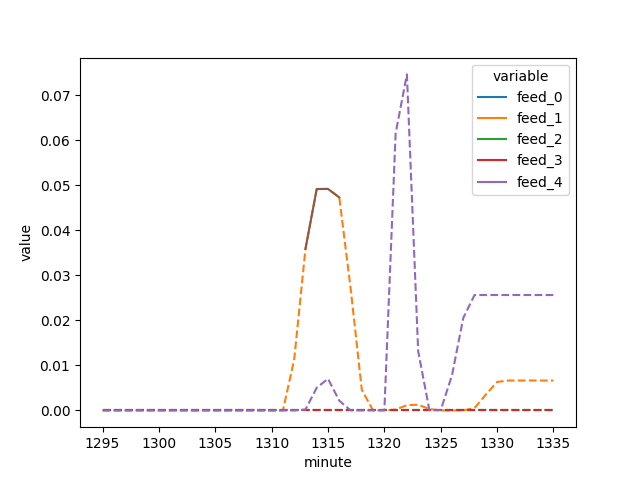 variable
feed_0
feed_1
feed_2
feed_3
feed_4
value
0.07
0.06
0.05
0.04
0.03
0.02
0.01
0.00
1295 1300 1305 1310 1315 1320 1325 1330 1335
minute